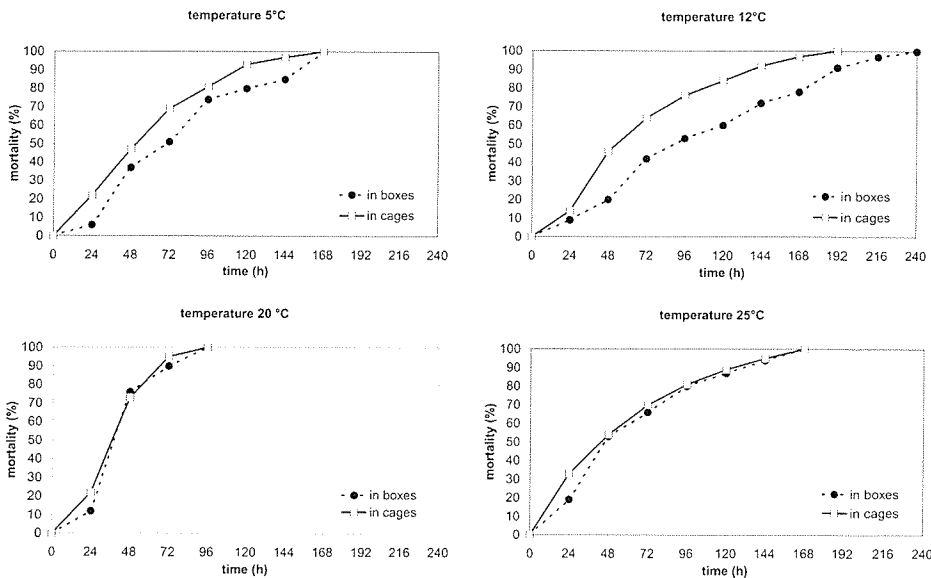 temperature 5°C
100
90
80
70
60
50
40
30
20
10
0
mortality (%)
in boxes
in cages
0 24 48 72 96 120 144 168 192 216 240
time (h)
temperature 12°C
100
90
80
70
60
50
40
30
20
10
0
mortality (%)
in boxes
in cages
0 24 48 72 96 120 144 168 192 216 240
time (h)
temperature 20 °C
100
90
80
70
60
50
40
30
20
10
0
mortality (%)
in boxes
in cages
0 24 48 72 96 120 144 168 192 216 240
time (h)
temperature 25°C
100
90
80
70
60
50
40
30
20
10
0
mortality (%)
in boxes
in cages
0 24 48 72 96 120 144 168 192 216 240
time (h)